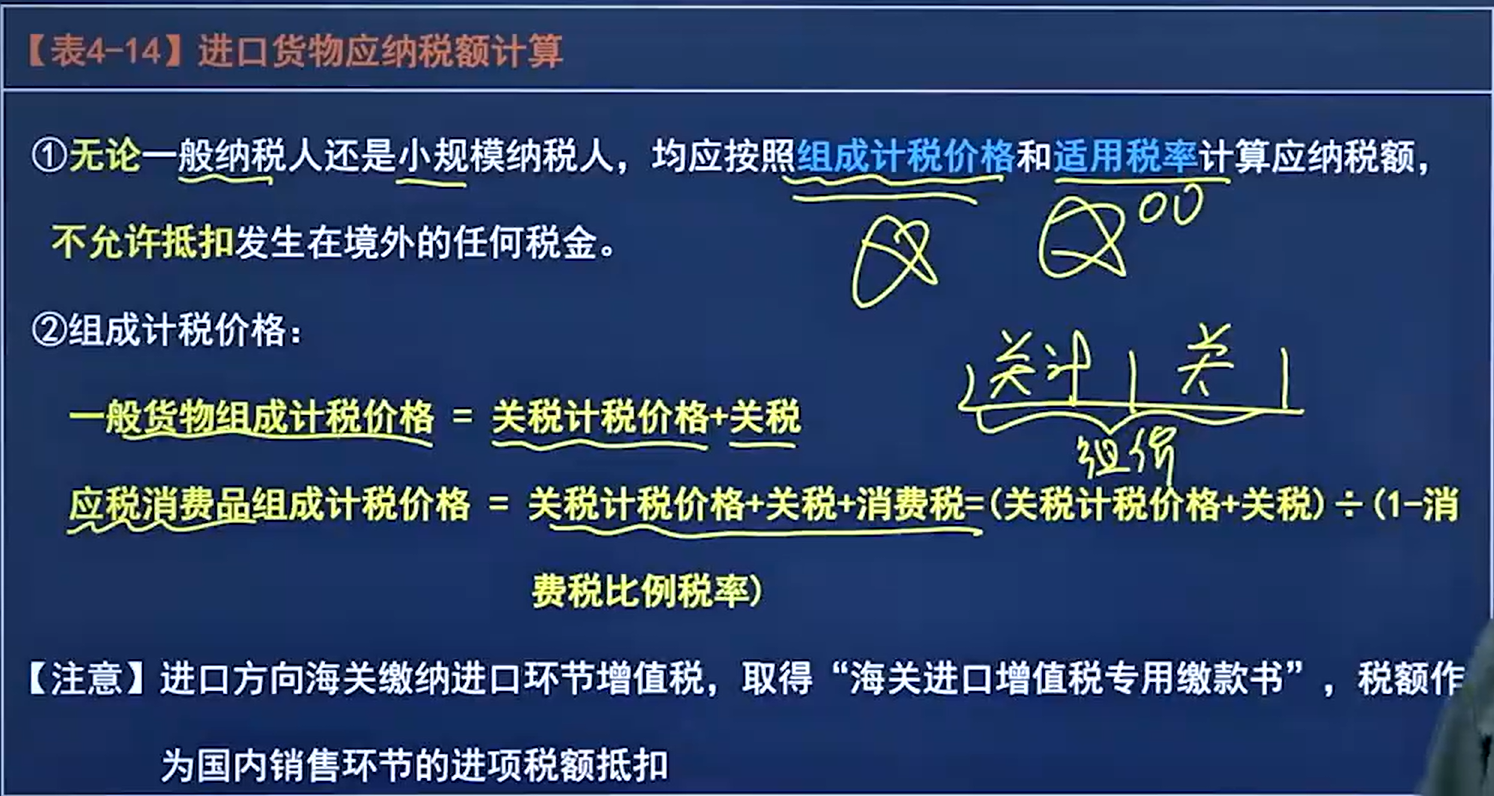 【表4-14】进口货物应纳税额计算
①无论一般纳税人还是小规模纳税人，均应按照组成计税价格和适用税率计算应纳税额，
不允许抵扣发生在境外的任何税金。
②组成计税价格：
关计 关
一般货物组成计税价格 = 关税计税价格+关税
组价
应税消费品组成计税价格 = 关税计税价格+关税+消费税=(关税计税价格+关税)÷(1-消
费税比例税率)
【注意】进口方向海关缴纳进口环节增值税，取得“海关进口增值税专用缴款书”，税额作
为国内销售环节的进项税额抵扣